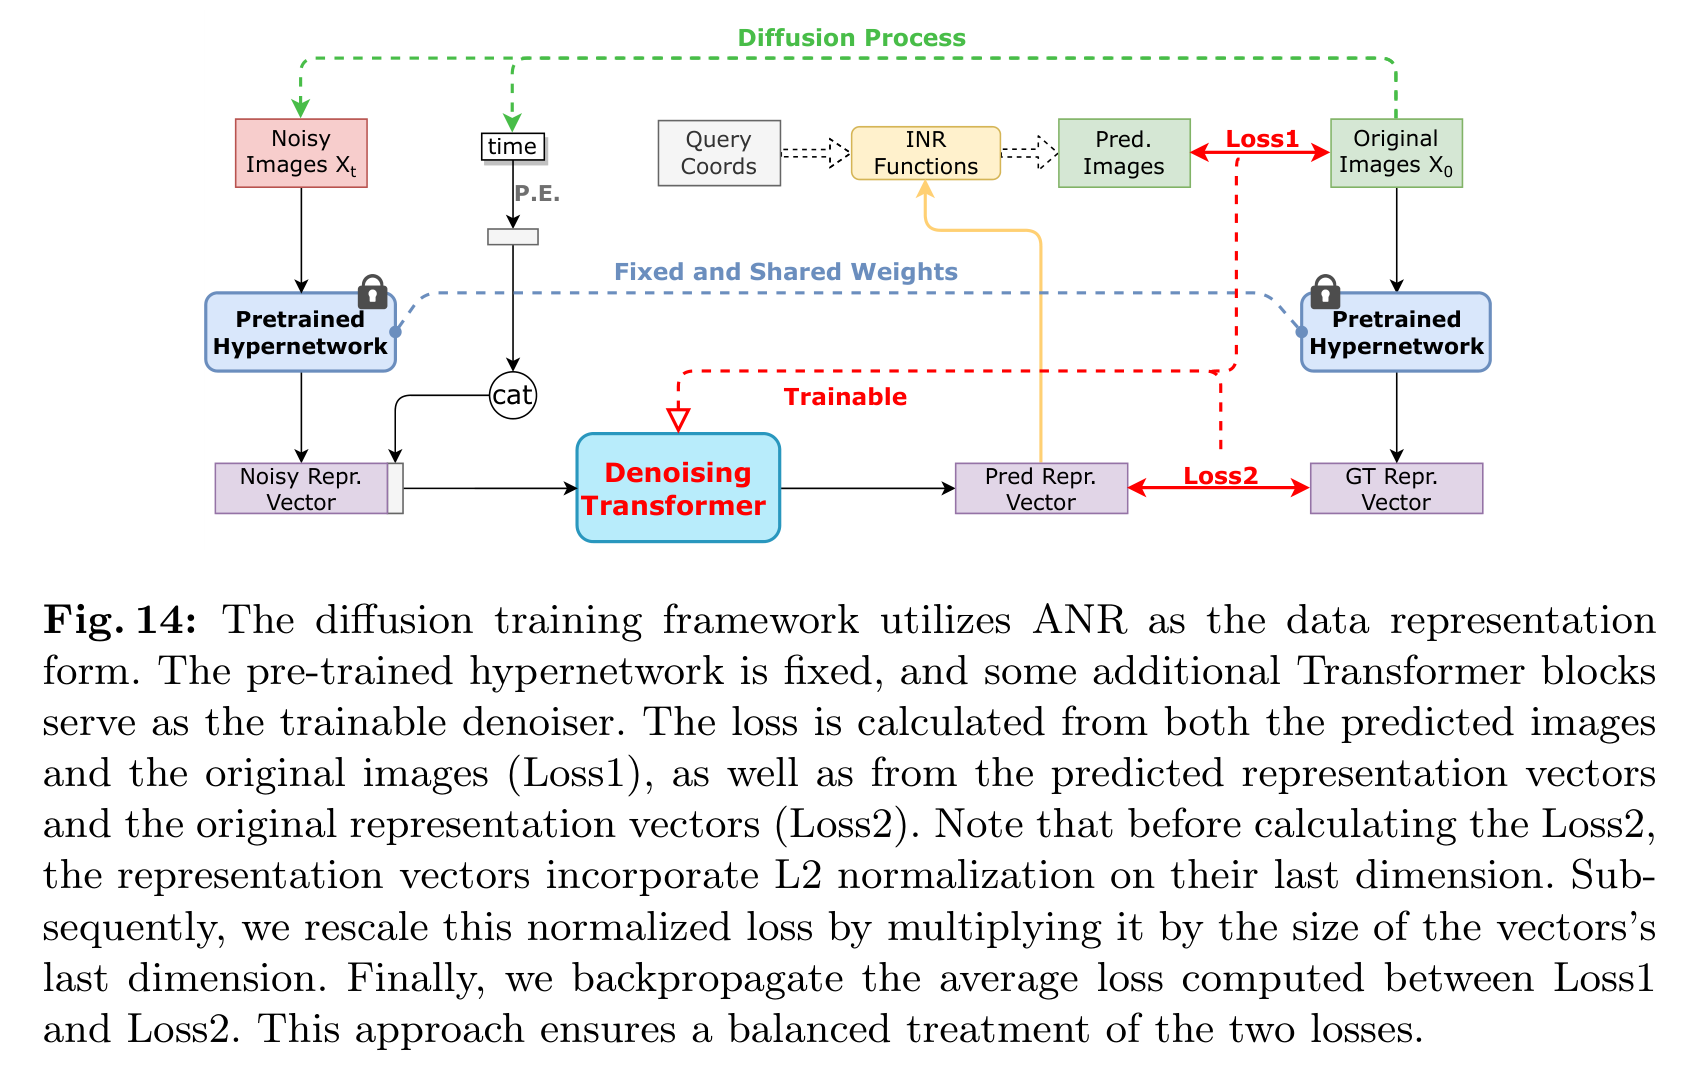 Diffusion Process
Noisy
Images Xt
time
P.E.
Query
Coords
INR
Functions
Pred.
Images
Loss1
Original
Images X0
Fixed and Shared Weights
Pretrained
Hypernetwork
Pretrained
Hypernetwork
cat
Trainable
Noisy Repr.
Vector
Denoising
Transformer
Pred Repr.
Vector
Loss2
GT Repr.
Vector
Fig. 14: The diffusion training framework utilizes ANR as the data representation
form. The pre-trained hypernetwork is fixed, and some additional Transformer blocks
serve as the trainable denoiser. The loss is calculated from both the predicted images
and the original images (Loss1), as well as from the predicted representation vectors
and the original representation vectors (Loss2). Note that before calculating the Loss2,
the representation vectors incorporate L2 normalization on their last dimension. Sub-
sequently, we rescale this normalized loss by multiplying it by the size of the vectors's
last dimension. Finally, we backpropagate the average loss computed between Loss1
and Loss2. This approach ensures a balanced treatment of the two losses.